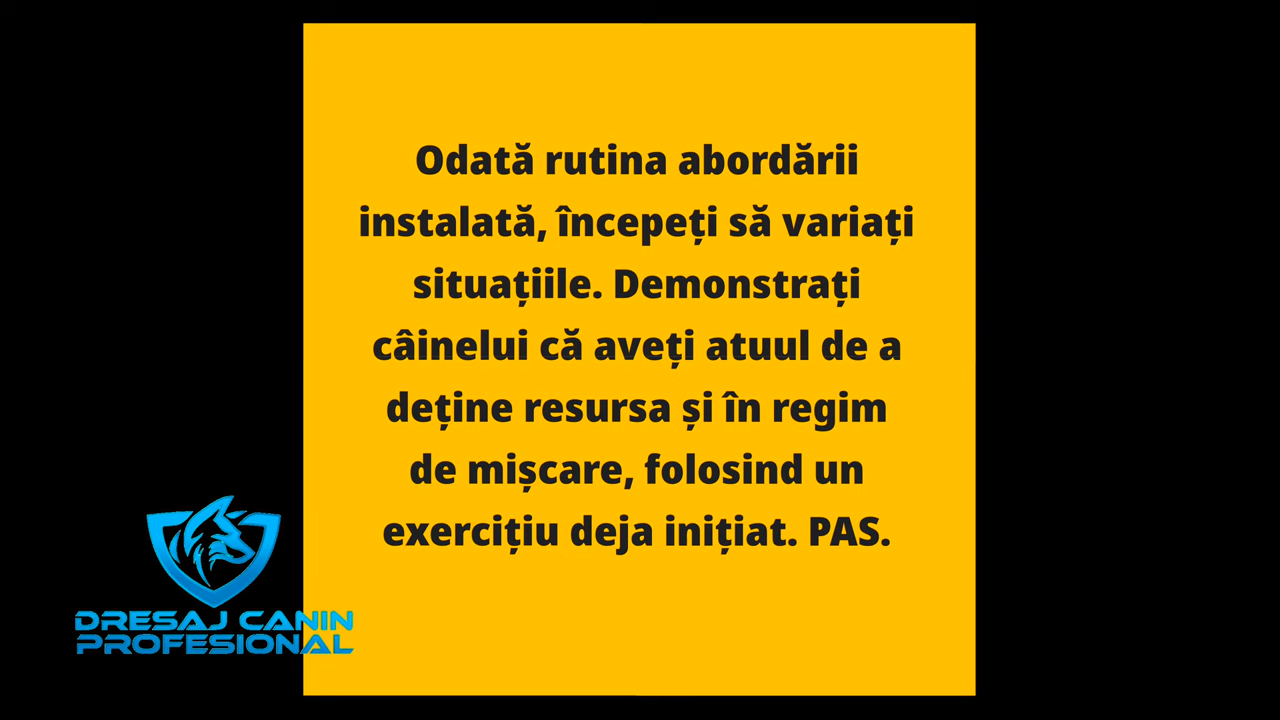 Odată rutina abordării
instalată, începeți să variați
situațiile. Demonstrați
câinelui că aveți atuul de a
deține resursa și în regim
de mișcare, folosind un
exercițiu deja inițiat. PAS.
DRESAJ CANIN
PROFESIONAL